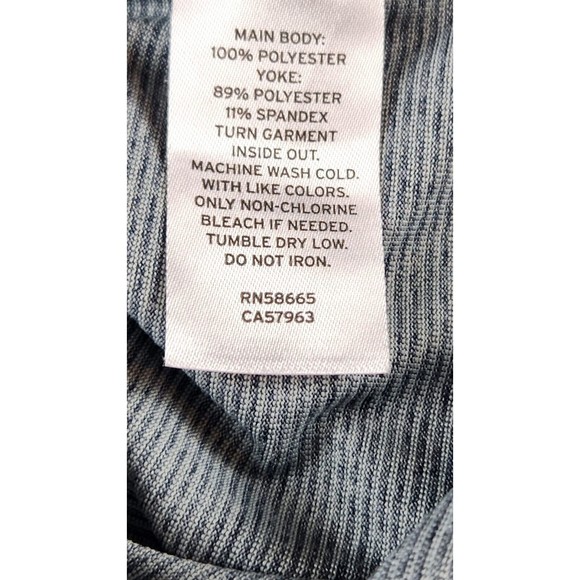 MAIN BODY:
100% POLYESTER
YOKE:
89% POLYESTER
11% SPANDEX
TURN GARMENT
INSIDE OUT.
MACHINE WASH COLD.
WITH LIKE COLORS.
ONLY NON-CHLORINE
BLEACH IF NEEDED.
TUMBLE DRY LOW.
DO NOT IRON.
RN58665
CA57963